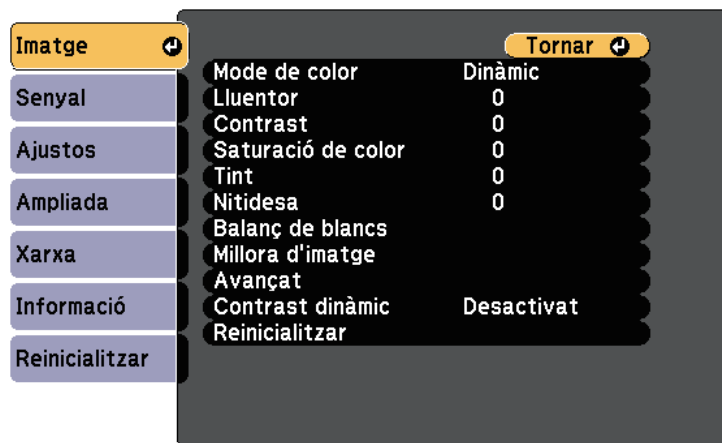 Imatge
Senyal
Ajustos
Ampliada
Xarxa
Informació
Reinicialitzar
Tornar
Mode de color Dinàmic
Lluentor 0
Contrast 0
Saturació de color 0
Tint 0
Nitidesa 0
Balanç de blancs
Millora d'imatge
Avançat
Contrast dinàmic Desactivat
Reinicialitzar